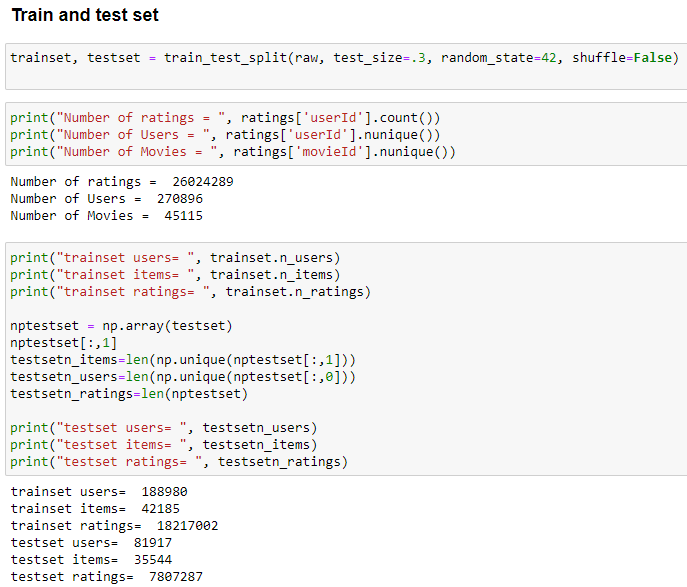 Train and test set
trainset, testset = train_test_split(raw, test_size=.3, random_state=42, shuffle=False)
print("Number of ratings = ", ratings['userId'].count())
print("Number of Users = ", ratings['userId'].nunique())
print("Number of Movies = ", ratings['movieId'].nunique())
Number of ratings =  26024289
Number of Users =  270896
Number of Movies =  45115
print("trainset users= ", trainset.n_users)
print("trainset items= ", trainset.n_items)
print("trainset ratings= ", trainset.n_ratings)
nptestset = np.array(testset)
nptestset[:,1]
testsetn_items=len(np.unique(nptestset[:,1]))
testsetn_users=len(np.unique(nptestset[:,0]))
testsetn_ratings=len(nptestset)
print("testset users= ", testsetn_users)
print("testset items= ", testsetn_items)
print("testset ratings= ", testsetn_ratings)
trainset users=  188980
trainset items=  42185
trainset ratings=  18217002
testset users=  81917
testset items=  35544
testset ratings=  7807287